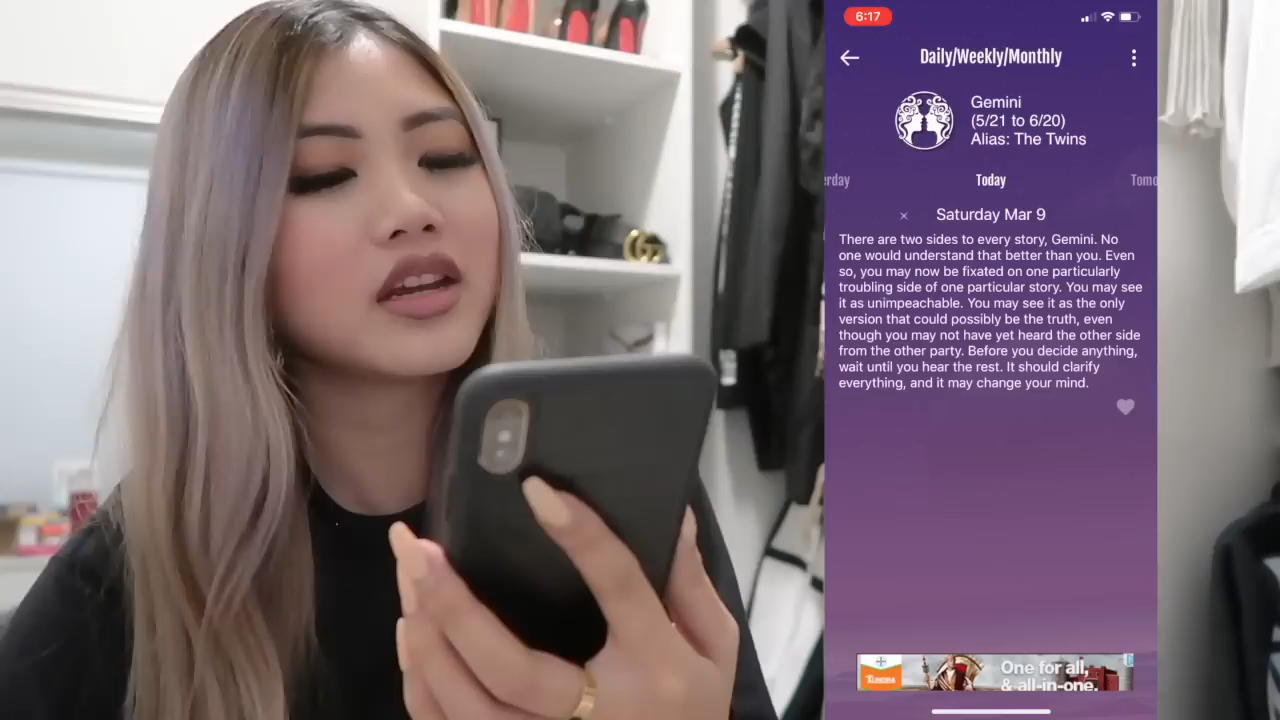 6:17
Daily/Weekly/Monthly
Gemini
(5/21 to 6/20)
Alias: The Twins
erday Today Tomo
Saturday Mar 9
There are two sides to every story, Gemini. No
one would understand that better than you. Even
so, you may now be fixated on one particularly
troubling side of one particular story. You may see
it as unimpeachable. You may see it as the only
version that could possibly be the truth, even
though you may not have yet heard the other side
from the other party. Before you decide anything,
wait until you hear the rest. It should clarify
everything, and it may change your mind.
One for all,
& all-in-one.